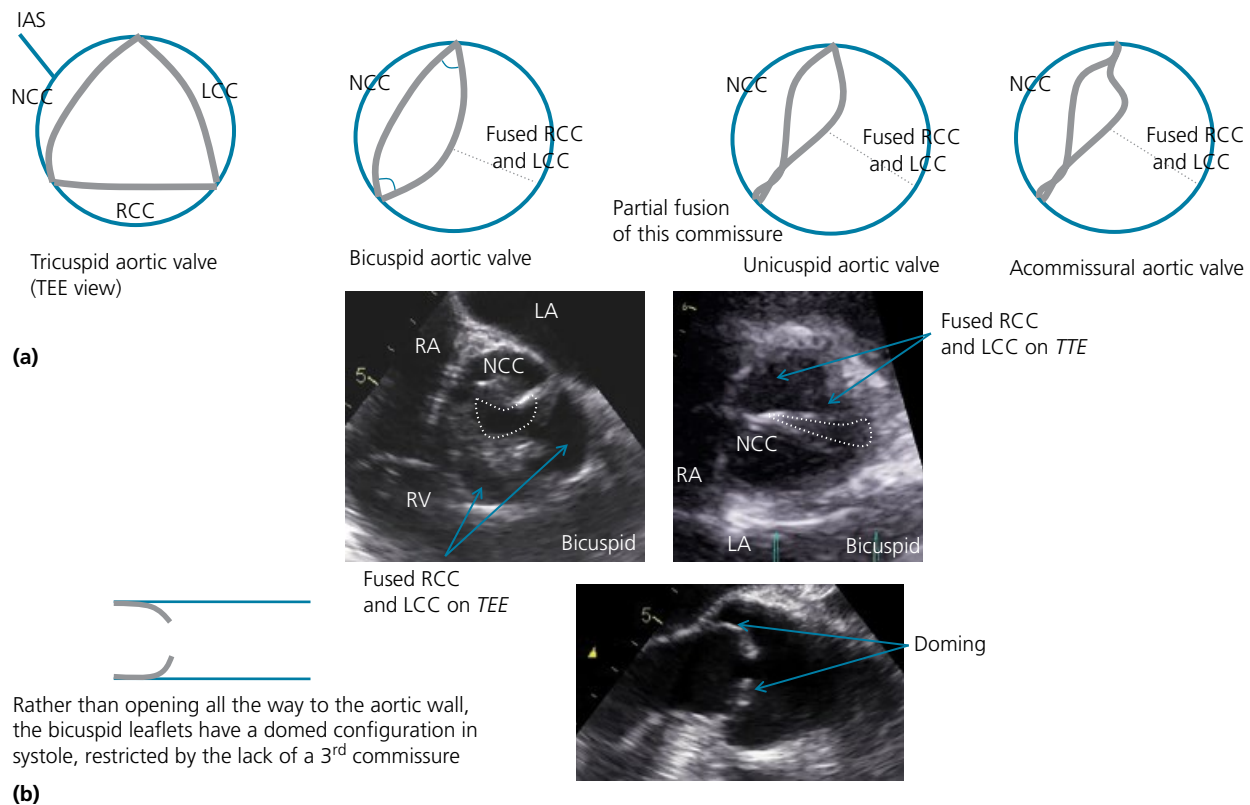 IAS
NCC
LCC
RCC
Tricuspid aortic valve
(TEE view)
NCC
Fused RCC
and LCC
Bicuspid aortic valve
NCC
Fused RCC
and LCC
Partial fusion
of this commissure
Unicuspid aortic valve
NCC
Fused RCC
and LCC
Acommissural aortic valve
(a)
LA
RA
NCC
5
RV
Bicuspid
Fused RCC
and LCC on TEE
Fused RCC
and LCC on TTE
NCC
RA
LA
Bicuspid
5
Doming
Rather than opening all the way to the aortic wall,
the bicuspid leaflets have a domed configuration in
systole, restricted by the lack of a 3rd commissure
(b)